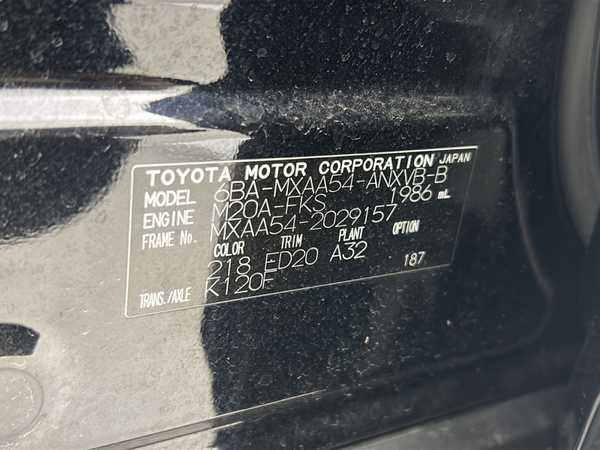 TOYOTA MOTOR CORPORATION JAPAN
MODEL 6BA-MXAA54-ANXVB-B
ENGINE M20A-FKS 1986 mL
FRAME No. MXAA54-2029157
COLOR TRIM PLANT OPTION
218 ED20 A32 187
TRANS./AXLE K120F